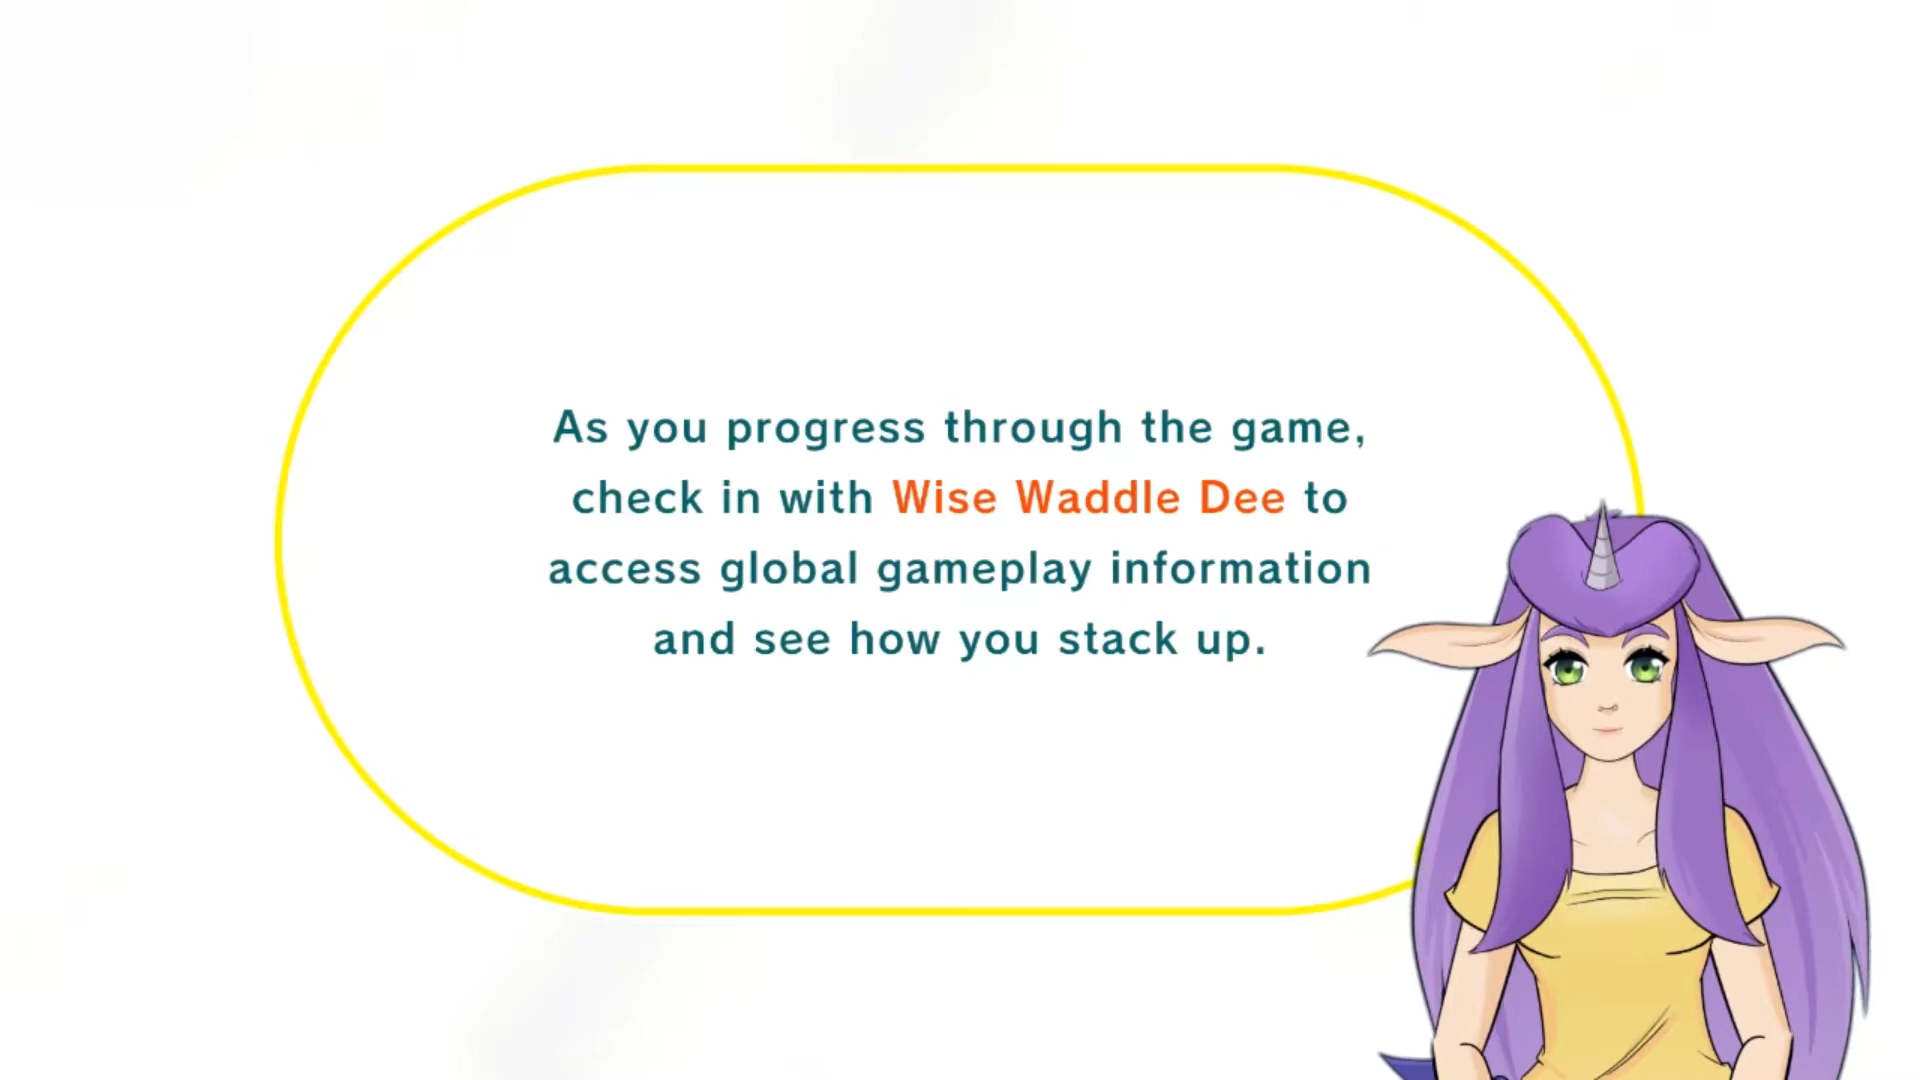 As you progress through the game,
check in with Wise Waddle Dee to
access global gameplay information
and see how you stack up.